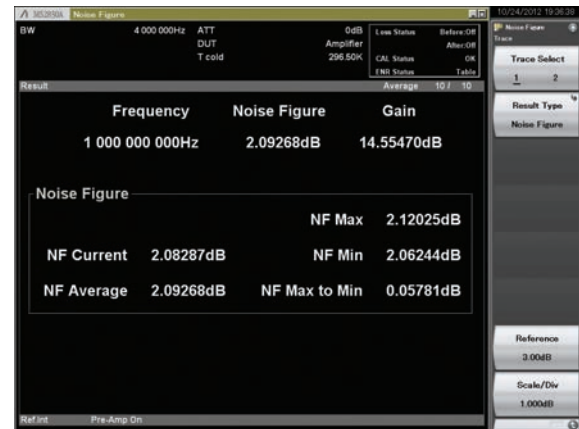 MS2830A Noise Figure
10/24/2012 19:36:38
BW 4 000 000Hz ATT 0dB
DUT Amplifier
T cold 296.50K
Loss Status Before:Off
After:Off
CAL Status OK
ENR Status Table
Result Average 10 / 10
Frequency Noise Figure Gain
1 000 000 000Hz 2.09268dB 14.55470dB
Noise Figure
NF Max 2.12025dB
NF Current 2.08287dB NF Min 2.06244dB
NF Average 2.09268dB NF Max to Min 0.05781dB
Ref.Int Pre-Amp On
Noise Figure
Trace
Trace Select
1 2
Result Type
Noise Figure
Reference
3.00dB
Scale/Div
1.000dB